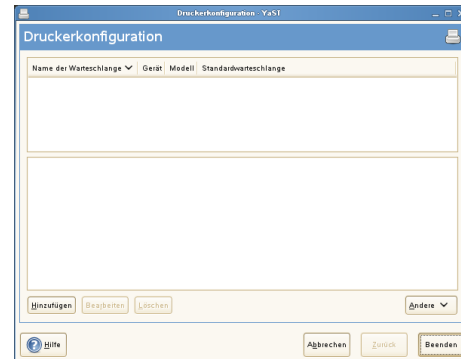 Druckerkonfiguration - YaST
Druckerkonfiguration
Name der Warteschlange Gerät Modell Standardwarteschlange
Hinzufügen Bearbeiten Löschen Andere
Hilfe Abbrechen Zurück Beenden